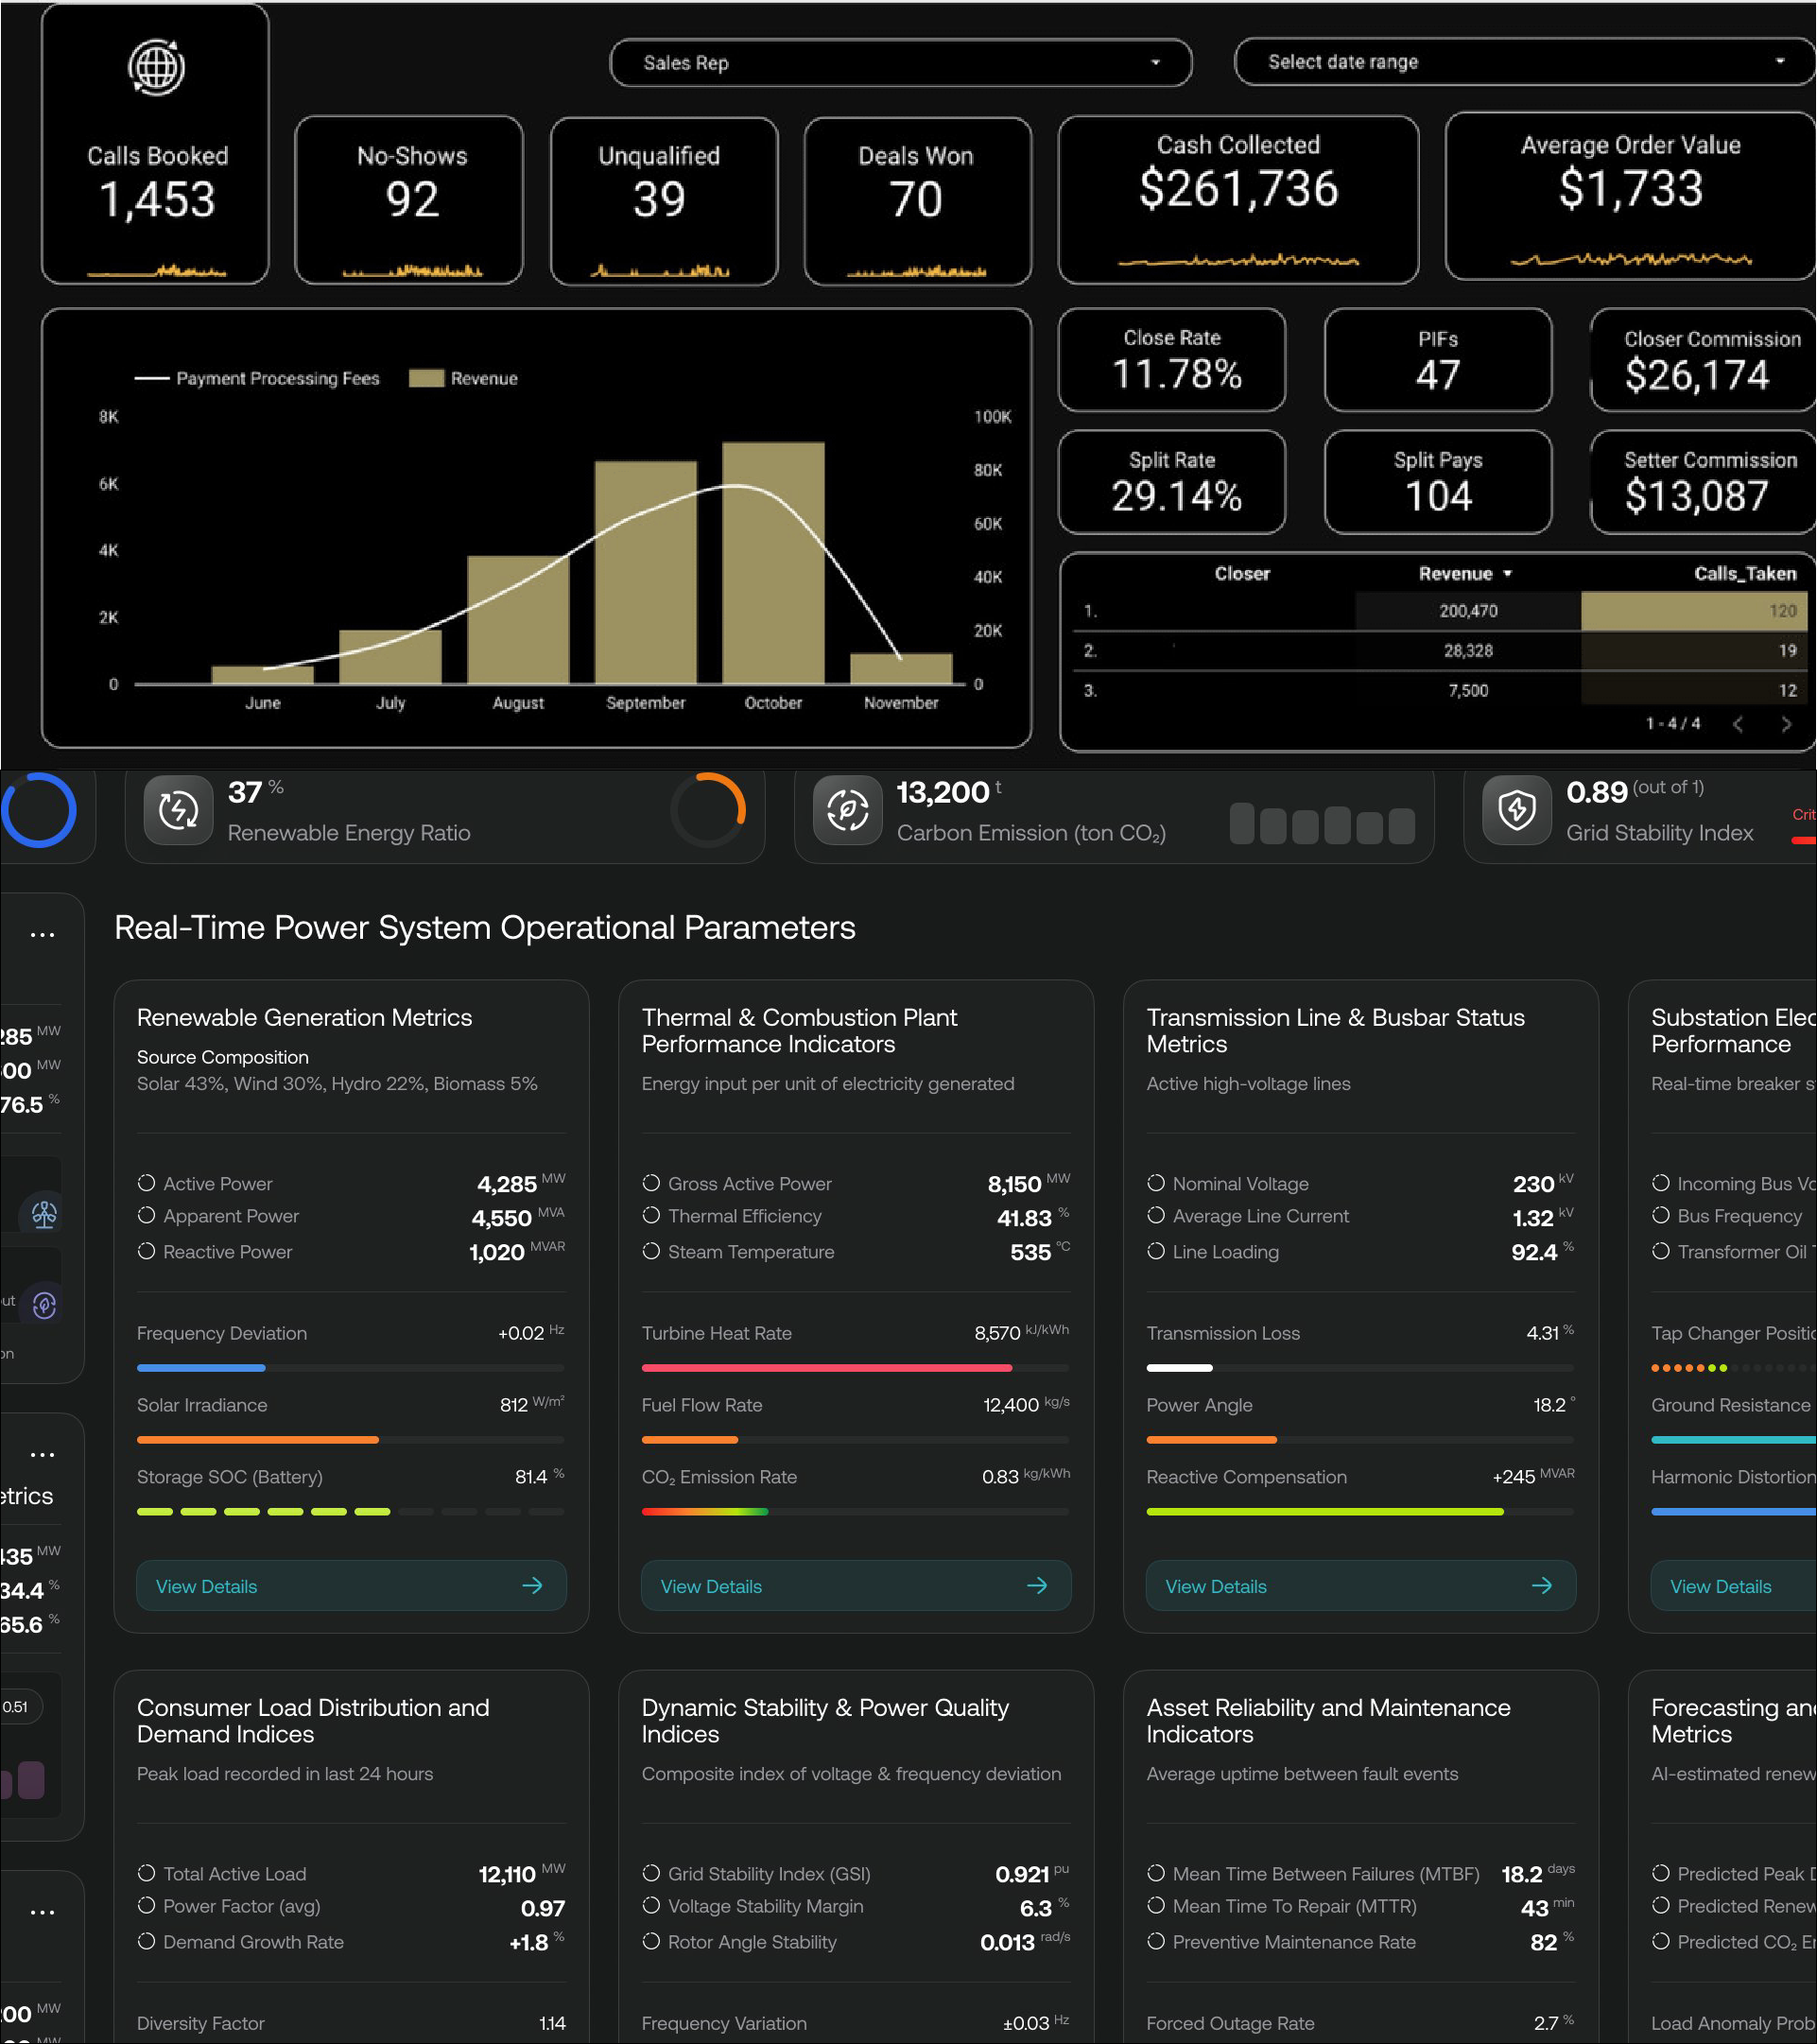 Sales Rep
Select date range
Calls Booked
1,453
No-Shows
92
Unqualified
39
Deals Won
70
Cash Collected
$261,736
Average Order Value
$1,733
Payment Processing Fees
Revenue
8K
6K
4K
2K
0
100K
80K
60K
40K
20K
0
June
July
August
September
October
November
Close Rate
11.78%
PIFs
47
Closer Commission
$26,174
Split Rate
29.14%
Split Pays
104
Setter Commission
$13,087
Closer Revenue Calls_Taken
1. 200,470 120
2. 28,328 19
3. 7,500 12
1 - 4 / 4
37 %
Renewable Energy Ratio
13,200 t
Carbon Emission (ton CO₂)
0.89 (out of 1)
Grid Stability Index
Crit
285 MW
00 MW
76.5 %
out
on
etrics
435 MW
34.4 %
65.6 %
0.51
00 MW
MW
Real-Time Power System Operational Parameters
Renewable Generation Metrics
Source Composition
Solar 43%, Wind 30%, Hydro 22%, Biomass 5%
Active Power 4,285 MW
Apparent Power 4,550 MVA
Reactive Power 1,020 MVAR
Frequency Deviation +0.02 Hz
Solar Irradiance 812 W/m²
Storage SOC (Battery) 81.4 %
View Details
Thermal & Combustion Plant
Performance Indicators
Energy input per unit of electricity generated
Gross Active Power 8,150 MW
Thermal Efficiency 41.83 %
Steam Temperature 535 °C
Turbine Heat Rate 8,570 kJ/kWh
Fuel Flow Rate 12,400 kg/s
CO₂ Emission Rate 0.83 kg/kWh
View Details
Transmission Line & Busbar Status
Metrics
Active high-voltage lines
Nominal Voltage 230 kV
Average Line Current 1.32 kV
Line Loading 92.4 %
Transmission Loss 4.31 %
Power Angle 18.2 °
Reactive Compensation +245 MVAR
View Details
Substation Elec
Performance
Real-time breaker s
Incoming Bus Vo
Bus Frequency
Transformer Oil T
Tap Changer Positio
Ground Resistance
Harmonic Distortion
View Details
Consumer Load Distribution and
Demand Indices
Peak load recorded in last 24 hours
Total Active Load 12,110 MW
Power Factor (avg) 0.97
Demand Growth Rate +1.8 %
Diversity Factor 1.14
Dynamic Stability & Power Quality
Indices
Composite index of voltage & frequency deviation
Grid Stability Index (GSI) 0.921 pu
Voltage Stability Margin 6.3 %
Rotor Angle Stability 0.013 rad/s
Frequency Variation ±0.03 Hz
Asset Reliability and Maintenance
Indicators
Average uptime between fault events
Mean Time Between Failures (MTBF) 18.2 days
Mean Time To Repair (MTTR) 43 min
Preventive Maintenance Rate 82 %
Forced Outage Rate 2.7 %
Forecasting and
Metrics
AI-estimated renew
Predicted Peak D
Predicted Renew
Predicted CO₂ E
Load Anomaly Prob